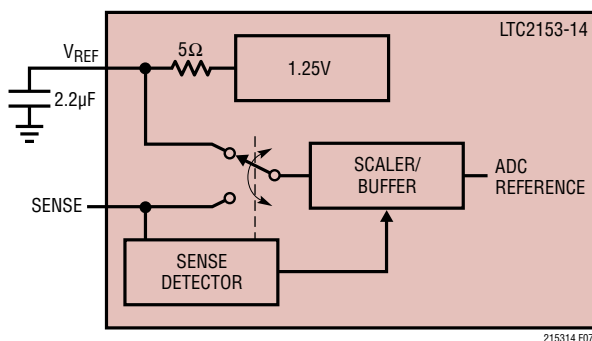 LTC2153-14
VREF
5Ω
1.25V
2.2µF
SCALER/
BUFFER
ADC
REFERENCE
SENSE
SENSE
DETECTOR
215314 F07